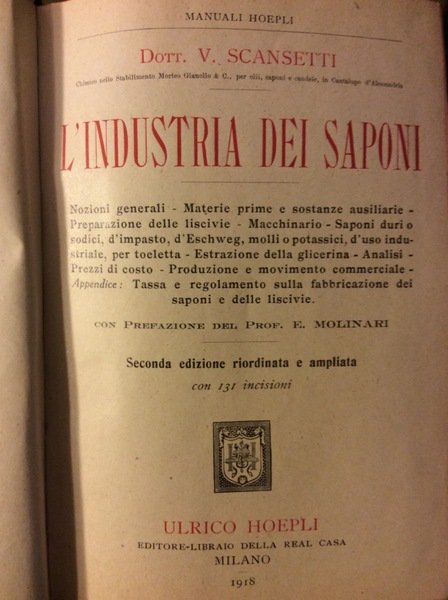 MANUALI HOEPLI
DOTT. V. SCANSETTI
Chimico nello Stabilimento Morteo Gianolio & C., per olii, saponi e candele, in Cantalupo d'Alessandria
L'INDUSTRIA DEI SAPONI
Nozioni generali - Materie prime e sostanze ausiliarie -
Preparazione delle liscivie - Macchinario - Saponi duri o
sodici, d'impasto, d'Eschweg, molli o potassici, d'uso indu-
striale, per toeletta - Estrazione della glicerina - Analisi -
Prezzi di costo - Produzione e movimento commerciale -
Appendice: Tassa e regolamento sulla fabbricazione dei
saponi e delle liscivie.
CON PREFAZIONE DEL PROF. E. MOLINARI
Seconda edizione riordinata e ampliata
con 131 incisioni
ULRICO HOEPLI
EDITORE-LIBRAIO DELLA REAL CASA
MILANO
1918